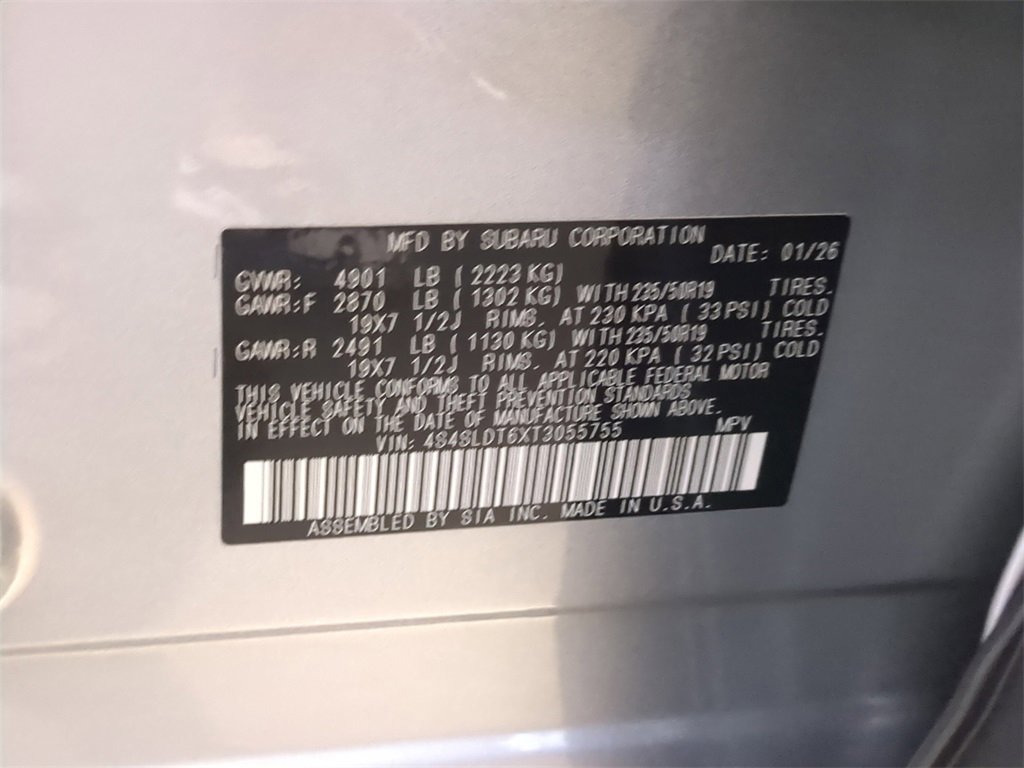 MFD BY SUBARU CORPORATION
DATE: 01/26
GVWR: 4901 LB ( 2223 KG)
GAWR:F 2870 LB ( 1302 KG) WITH 235/50R19 TIRES.
19X7 1/2J RIMS. AT 230 KPA ( 33 PSI) COLD
GAWR:R 2491 LB ( 1130 KG) WITH 235/50R19 TIRES.
19X7 1/2J RIMS. AT 220 KPA ( 32 PSI) COLD
THIS VEHICLE CONFORMS TO ALL APPLICABLE FEDERAL MOTOR
VEHICLE SAFETY AND THEFT PREVENTION STANDARDS
IN EFFECT ON THE DATE OF MANUFACTURE SHOWN ABOVE.
VIN: 4S4SLDT6XT3055755 MPV
ASSEMBLED BY SIA INC. MADE IN U.S.A.